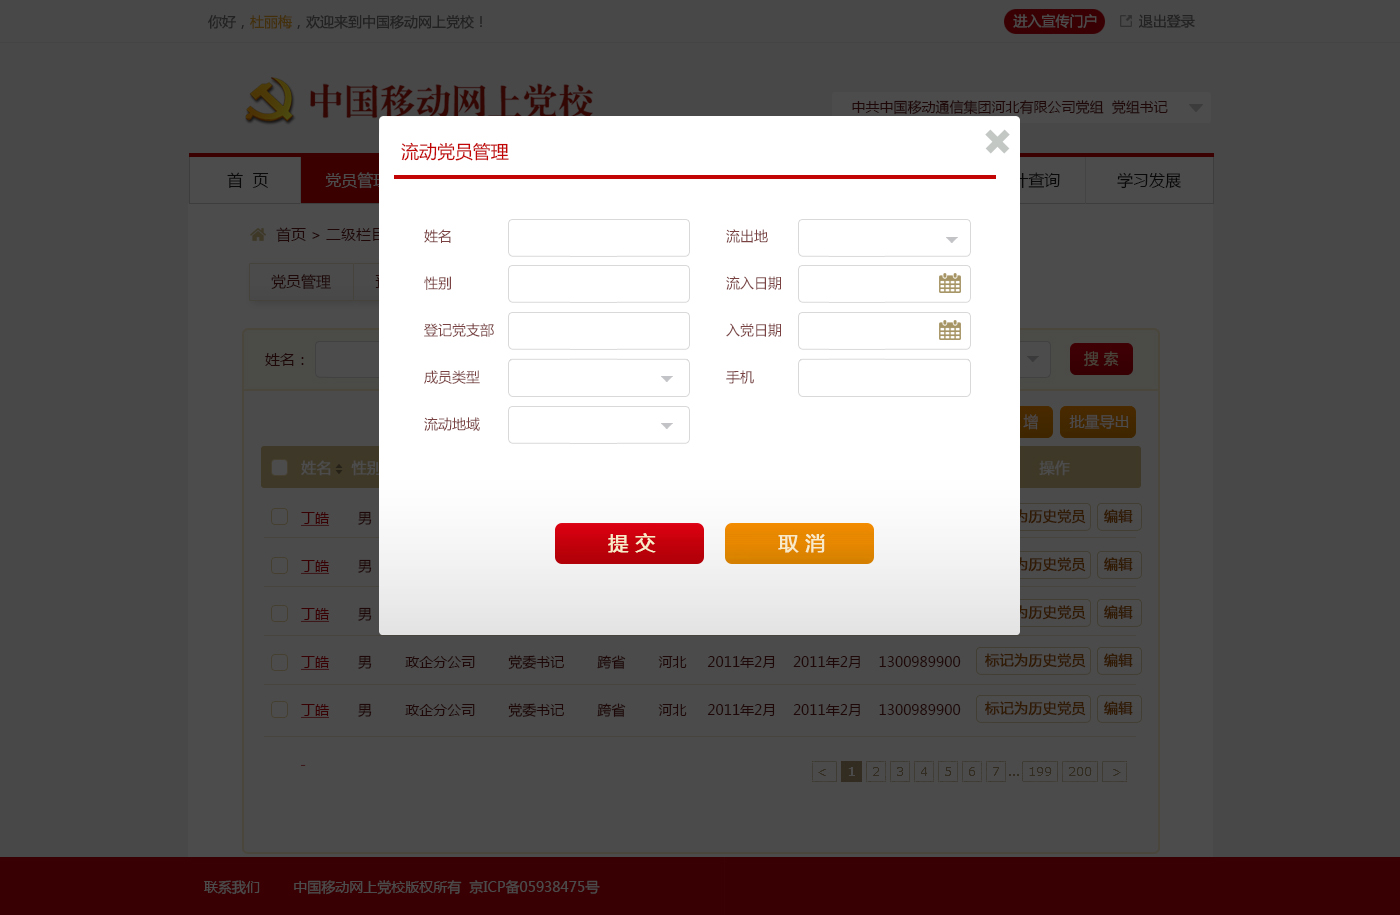 你好，杜丽梅，欢迎来到中国移动网上党校！
进入宣传门户 退出登录
中国移动网上党校
中共中国移动通信集团河北有限公司党组 党组书记
首 页 党员管理 计查询 学习发展
首页 > 二级栏目
党员管理
姓名： 搜 索
增 批量导出
姓名 性别 操作
丁皓 男 为历史党员 编辑
丁皓 男 为历史党员 编辑
丁皓 男 为历史党员 编辑
丁皓 男 政企分公司 党委书记 跨省 河北 2011年2月 2011年2月 1300989900 标记为历史党员 编辑
丁皓 男 政企分公司 党委书记 跨省 河北 2011年2月 2011年2月 1300989900 标记为历史党员 编辑
-
< 1 2 3 4 5 6 7 ... 199 200 >
流动党员管理
姓名 流出地
性别 流入日期
登记党支部 入党日期
成员类型 手机
流动地域
提 交 取 消
联系我们 中国移动网上党校版权所有 京ICP备05938475号